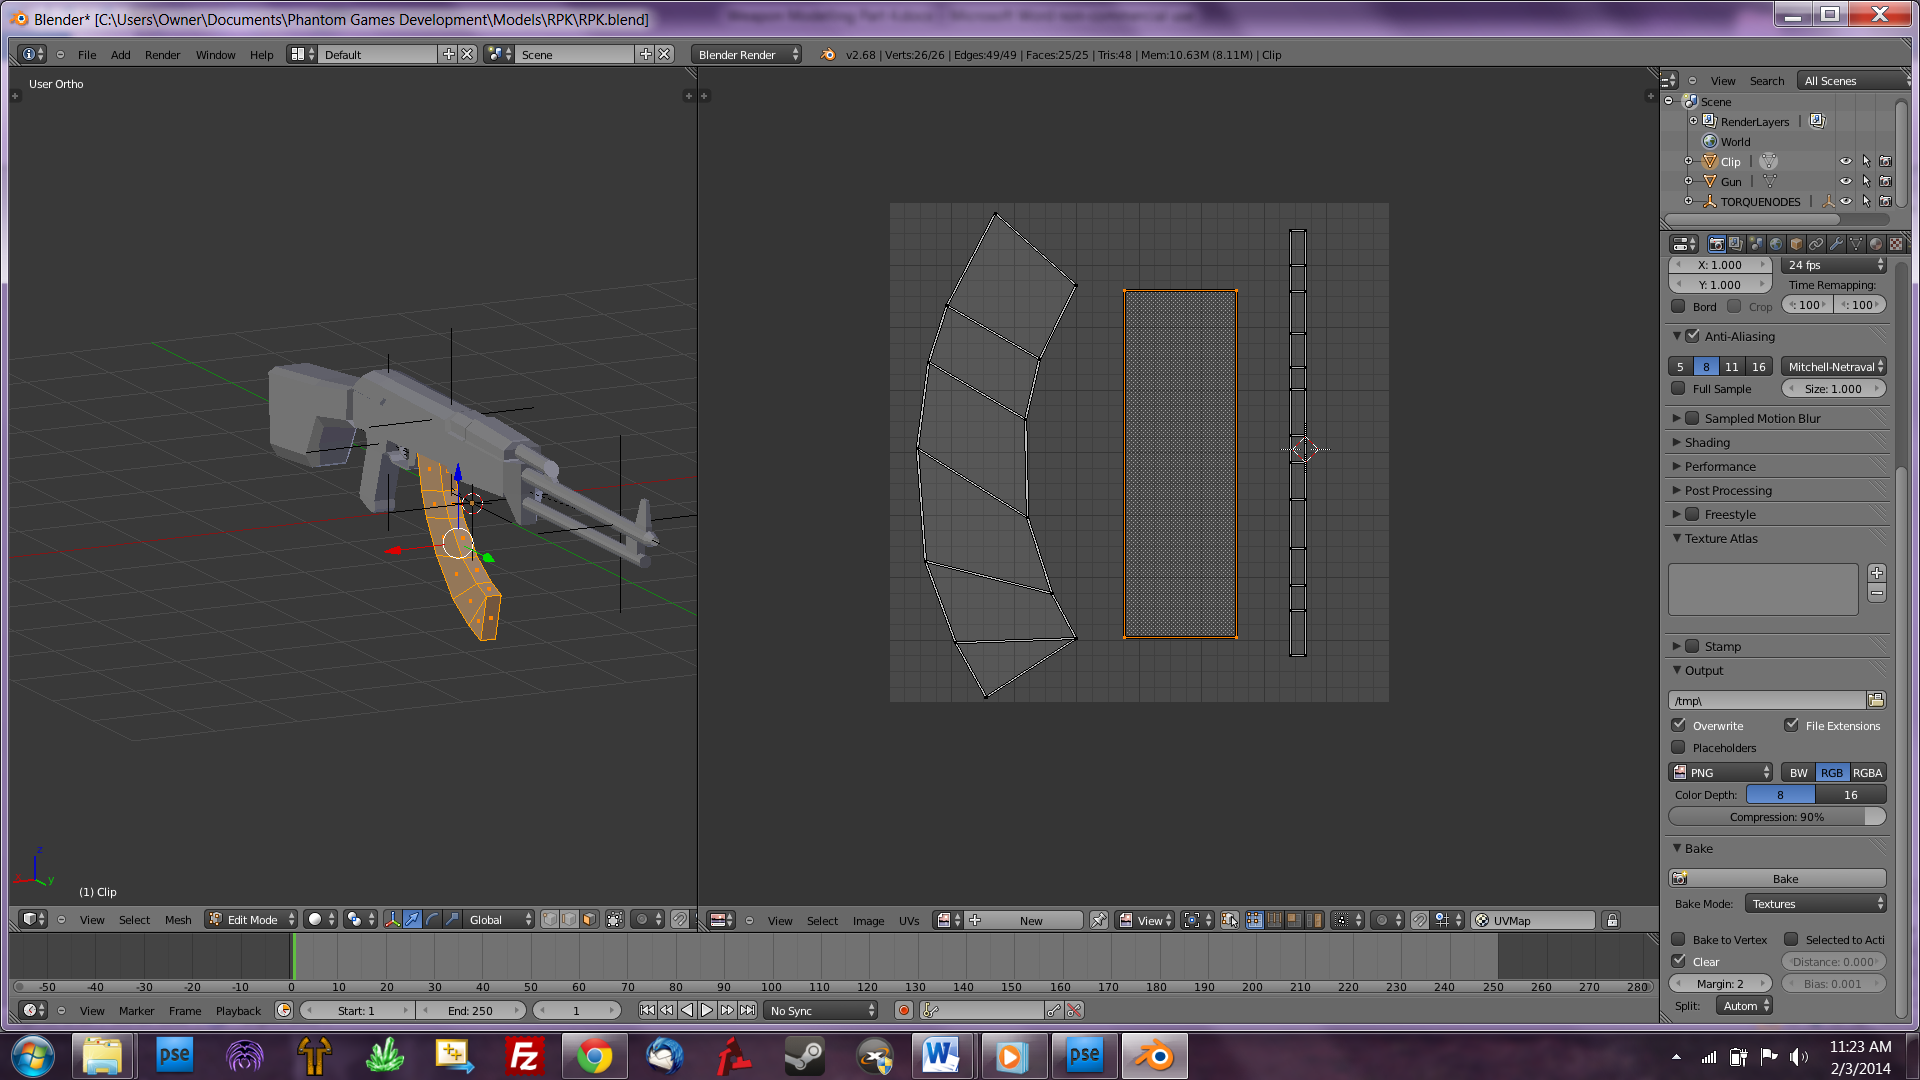 Blender* [C:\Users\Owner\Documents\Phantom Games Development\Models\RPK\RPK.blend]
File Add Render Window Help Default Scene Blender Render v2.68 | Verts:26/26 | Edges:49/49 | Faces:25/25 | Tris:48 | Mem:10.63M (8.11M) | Clip
User Ortho
View Search All Scenes
Scene
RenderLayers
World
Clip
Gun
TORQUENODES
X: 1.000 24 fps
Y: 1.000 Time Remapping:
Bord Crop : 100 : 100
Anti-Aliasing
5 8 11 16 Mitchell-Netraval
Full Sample Size: 1.000
Sampled Motion Blur
Shading
Performance
Post Processing
Freestyle
Texture Atlas
Stamp
Output
/tmp\
Overwrite File Extensions
Placeholders
PNG BW RGB RGBA
Color Depth: 8 16
Compression: 90%
Bake
Bake
Bake Mode: Textures
Bake to Vertex Selected to Acti
Clear Distance: 0.000
Margin: 2 Bias: 0.001
Split: Autom
z
x y
(1) Clip
View Select Mesh Edit Mode Global
View Select Image UVs New View UVMap
-50 -40 -30 -20 -10 0 10 20 30 40 50 60 70 80 90 100 110 120 130 140 150 160 170 180 190 200 210 220 230 240 250 260 270 280
View Marker Frame Playback Start: 1 End: 250 1 No Sync
pse pse
11:23 AM
2/3/2014